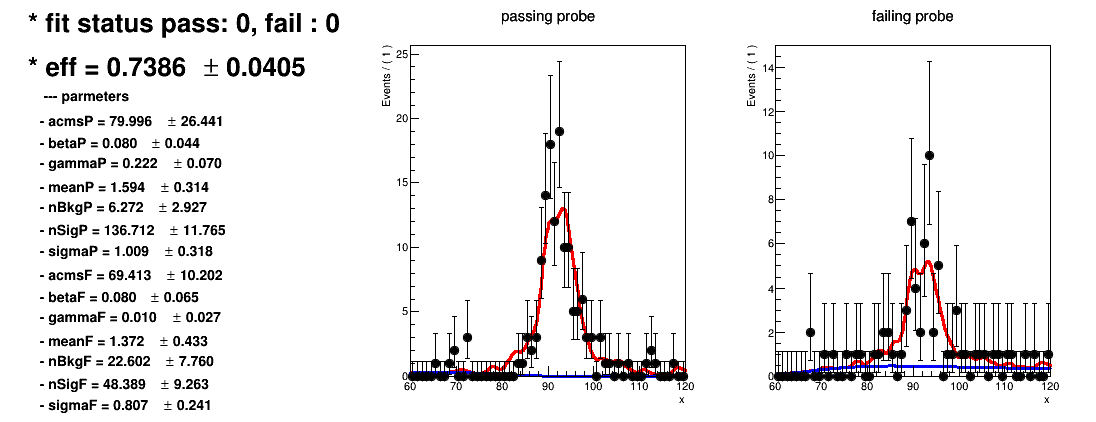 * fit status pass: 0, fail : 0
* eff = 0.7386 ± 0.0405
--- parmeters
- acmsP = 79.996 ± 26.441
- betaP = 0.080 ± 0.044
- gammaP = 0.222 ± 0.070
- meanP = 1.594 ± 0.314
- nBkgP = 6.272 ± 2.927
- nSigP = 136.712 ± 11.765
- sigmaP = 1.009 ± 0.318
- acmsF = 69.413 ± 10.202
- betaF = 0.080 ± 0.065
- gammaF = 0.010 ± 0.027
- meanF = 1.372 ± 0.433
- nBkgF = 22.602 ± 7.760
- nSigF = 48.389 ± 9.263
- sigmaF = 0.807 ± 0.241
passing probe
Events / ( 1 )
25
20
15
10
5
0
60 70 80 90 100 110 120
x
failing probe
Events / ( 1 )
14
12
10
8
6
4
2
0
60 70 80 90 100 110 120
x